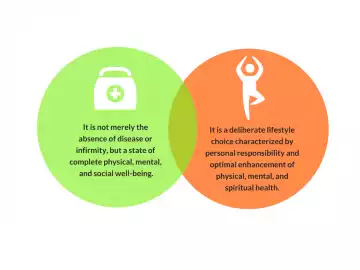 It is not merely the
absence of disease or
infirmity, but a state of
complete physical, mental,
and social well-being.
It is a deliberate lifestyle
choice characterized by
personal responsibility and
optimal enhancement of
physical, mental, and
spiritual health.